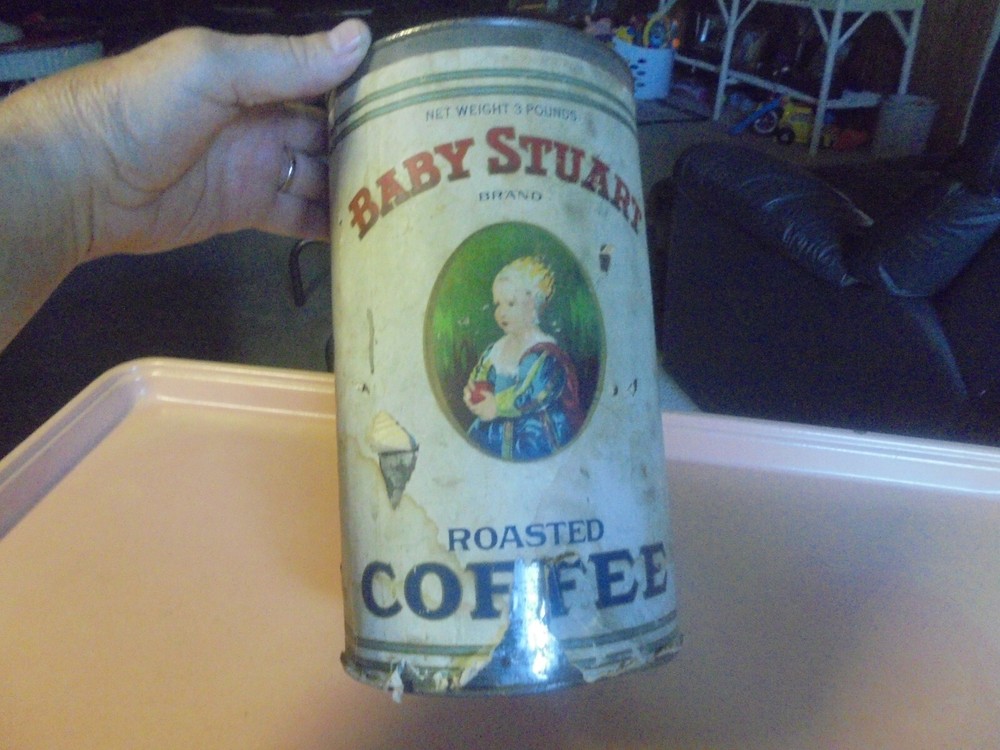 NET WEIGHT 3 POUNDS
BABY STUART
BRAND
ROASTED
COFFEE